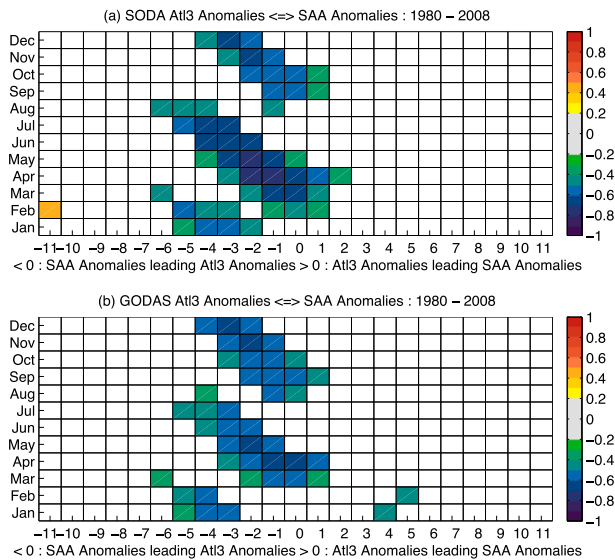 (a) SODA Atl3 Anomalies <=> SAA Anomalies : 1980 − 2008
Dec
Nov
Oct
Sep
Aug
Jul
Jun
May
Apr
Mar
Feb
Jan
1
0.8
0.6
0.4
0.2
−0.2
−0.4
−0.6
−0.8
−1
−11−10 −9 −8 −7 −6 −5 −4 −3 −2 −1 0 1 2 3 4 5 6 7 8 9 10 11
< 0 : SAA Anomalies leading Atl3 Anomalies > 0 : Atl3 Anomalies leading SAA Anomalies
(b) GODAS Atl3 Anomalies <=> SAA Anomalies : 1980 − 2008
Dec
Nov
Oct
Sep
Aug
Jul
Jun
May
Apr
Mar
Feb
Jan
1
0.8
0.6
0.4
0.2
−0.2
−0.4
−0.6
−0.8
−1
−11−10 −9 −8 −7 −6 −5 −4 −3 −2 −1 0 1 2 3 4 5 6 7 8 9 10 11
< 0 : SAA Anomalies leading Atl3 Anomalies > 0 : Atl3 Anomalies leading SAA Anomalies